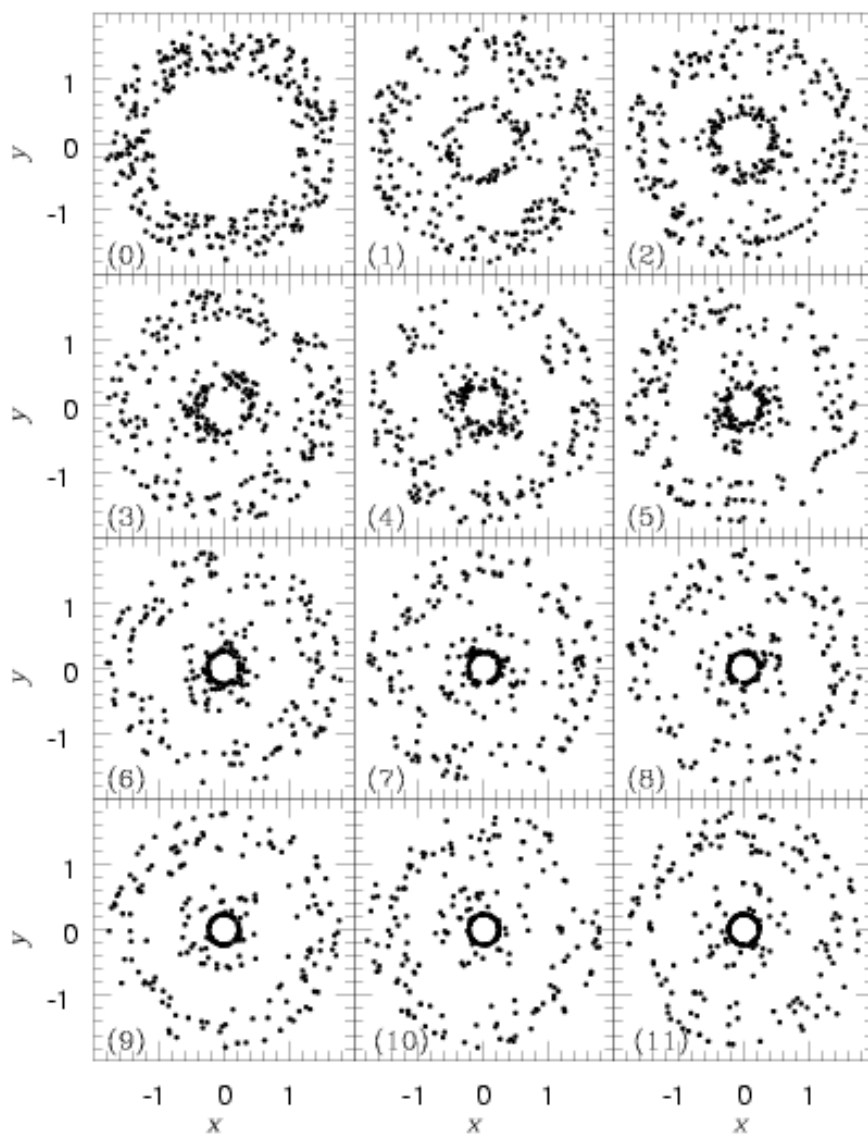 y 1 0 -1 (0) (1) (2)
y 1 0 -1 (3) (4) (5)
y 1 0 -1 (6) (7) (8)
y 1 0 -1 (9) (10) (11)
-1 0 1 -1 0 1 -1 0 1
x x x